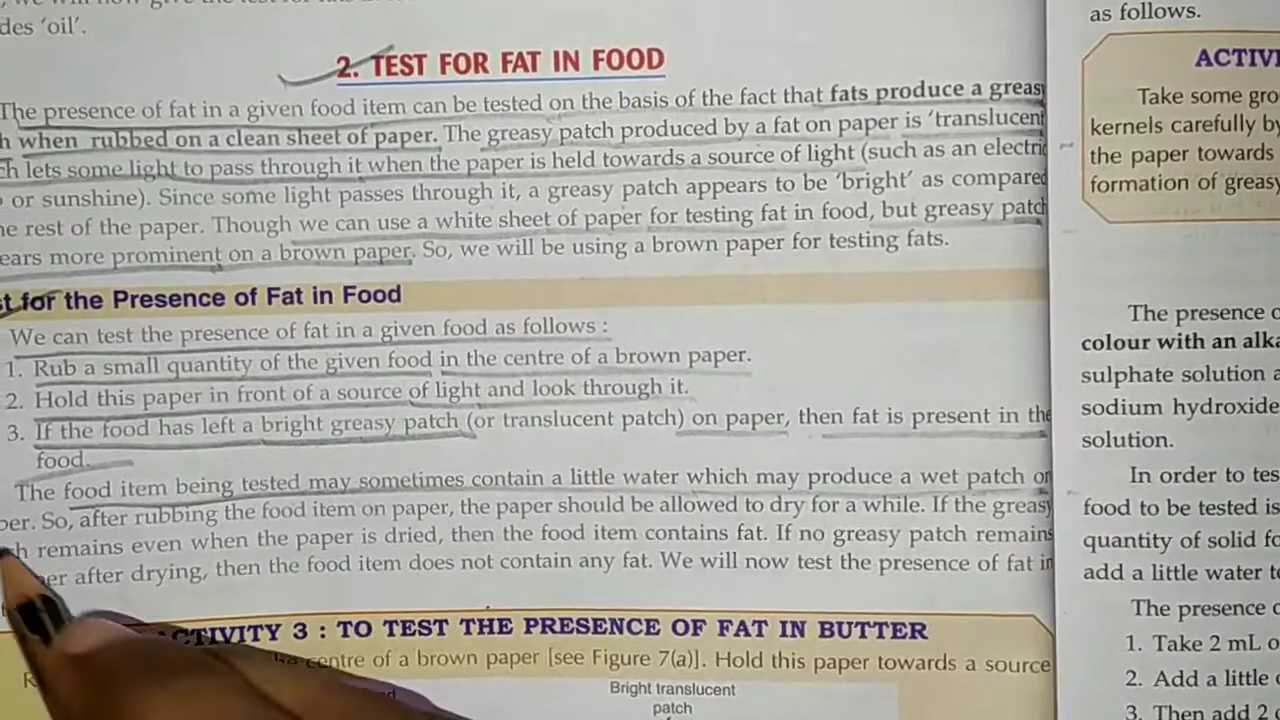 des 'oil'.
2. TEST FOR FAT IN FOOD
The presence of fat in a given food item can be tested on the basis of the fact that fats produce a greasy
h when rubbed on a clean sheet of paper. The greasy patch produced by a fat on paper is 'translucent
ch lets some light to pass through it when the paper is held towards a source of light (such as an electric
or sunshine). Since some light passes through it, a greasy patch appears to be 'bright' as compared
he rest of the paper. Though we can use a white sheet of paper for testing fat in food, but greasy patch
ears more prominent on a brown paper. So, we will be using a brown paper for testing fats.
st for the Presence of Fat in Food
We can test the presence of fat in a given food as follows :
1. Rub a small quantity of the given food in the centre of a brown paper.
2. Hold this paper in front of a source of light and look through it.
3. If the food has left a bright greasy patch (or translucent patch) on paper, then fat is present in the
food.
The food item being tested may sometimes contain a little water which may produce a wet patch on
per. So, after rubbing the food item on paper, the paper should be allowed to dry for a while. If the greasy
ch remains even when the paper is dried, then the food item contains fat. If no greasy patch remains
er after drying, then the food item does not contain any fat. We will now test the presence of fat in
ACTIVITY 3 : TO TEST THE PRESENCE OF FAT IN BUTTER
centre of a brown paper [see Figure 7(a)]. Hold this paper towards a source
Bright translucent
patch
as follows.
ACTIVI
Take some gro
kernels carefully by
the paper towards
formation of greasy
The presence o
colour with an alka
sulphate solution a
sodium hydroxide
solution.
In order to tes
food to be tested is
quantity of solid fo
add a little water to
The presence o
1. Take 2 mL o
2. Add a little
3. Then add 2